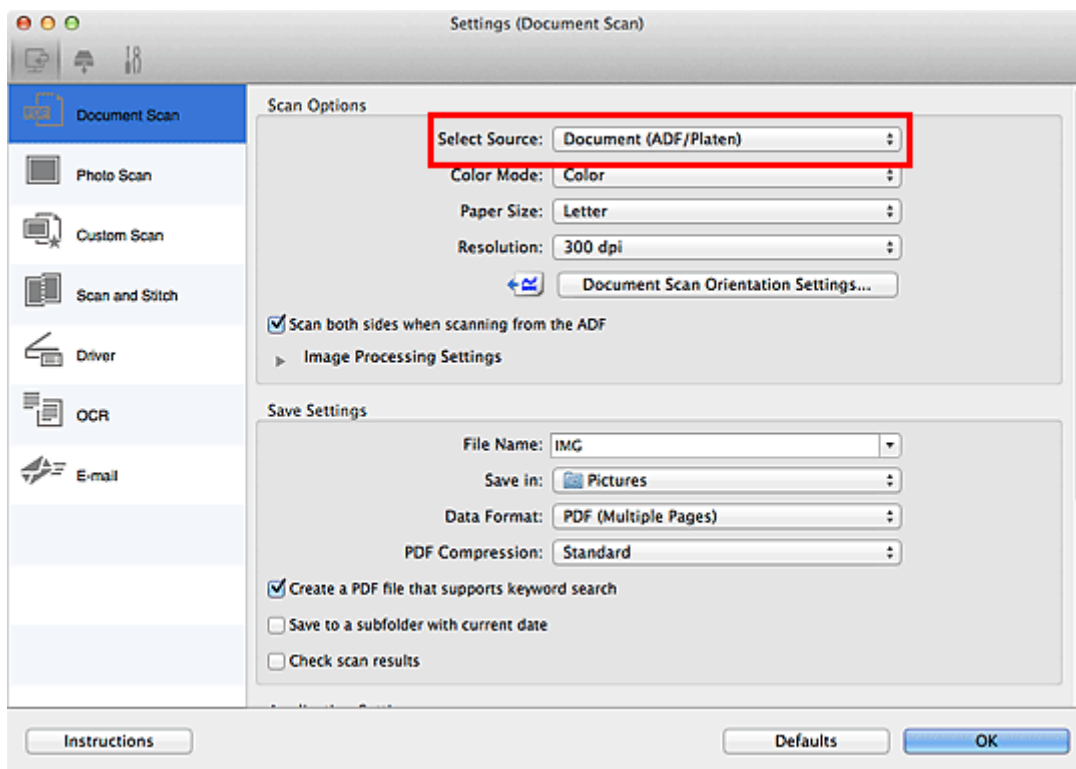 Settings (Document Scan)
Document Scan
Photo Scan
Custom Scan
Scan and Stitch
Driver
OCR
E-mail
Scan Options
Select Source: Document (ADF/Platen)
Color Mode: Color
Paper Size: Letter
Resolution: 300 dpi
Document Scan Orientation Settings...
Scan both sides when scanning from the ADF
Image Processing Settings
Save Settings
File Name: IMG
Save in: Pictures
Data Format: PDF (Multiple Pages)
PDF Compression: Standard
Create a PDF file that supports keyword search
Save to a subfolder with current date
Check scan results
Instructions
Defaults
OK